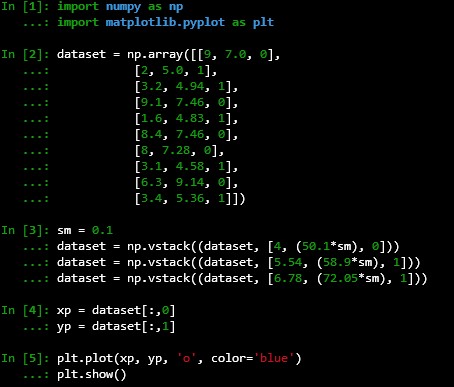 In [1]: import numpy as np
   ...: import matplotlib.pyplot as plt
In [2]: dataset = np.array([[9, 7.0, 0],
   ...:             [2, 5.0, 1],
   ...:             [3.2, 4.94, 1],
   ...:             [9.1, 7.46, 0],
   ...:             [1.6, 4.83, 1],
   ...:             [8.4, 7.46, 0],
   ...:             [8, 7.28, 0],
   ...:             [3.1, 4.58, 1],
   ...:             [6.3, 9.14, 0],
   ...:             [3.4, 5.36, 1]])
In [3]: sm = 0.1
   ...: dataset = np.vstack((dataset, [4, (50.1*sm), 0]))
   ...: dataset = np.vstack((dataset, [5.54, (58.9*sm), 1]))
   ...: dataset = np.vstack((dataset, [6.78, (72.05*sm), 1]))
In [4]: xp = dataset[:,0]
   ...: yp = dataset[:,1]
In [5]: plt.plot(xp, yp, 'o', color='blue')
   ...: plt.show()